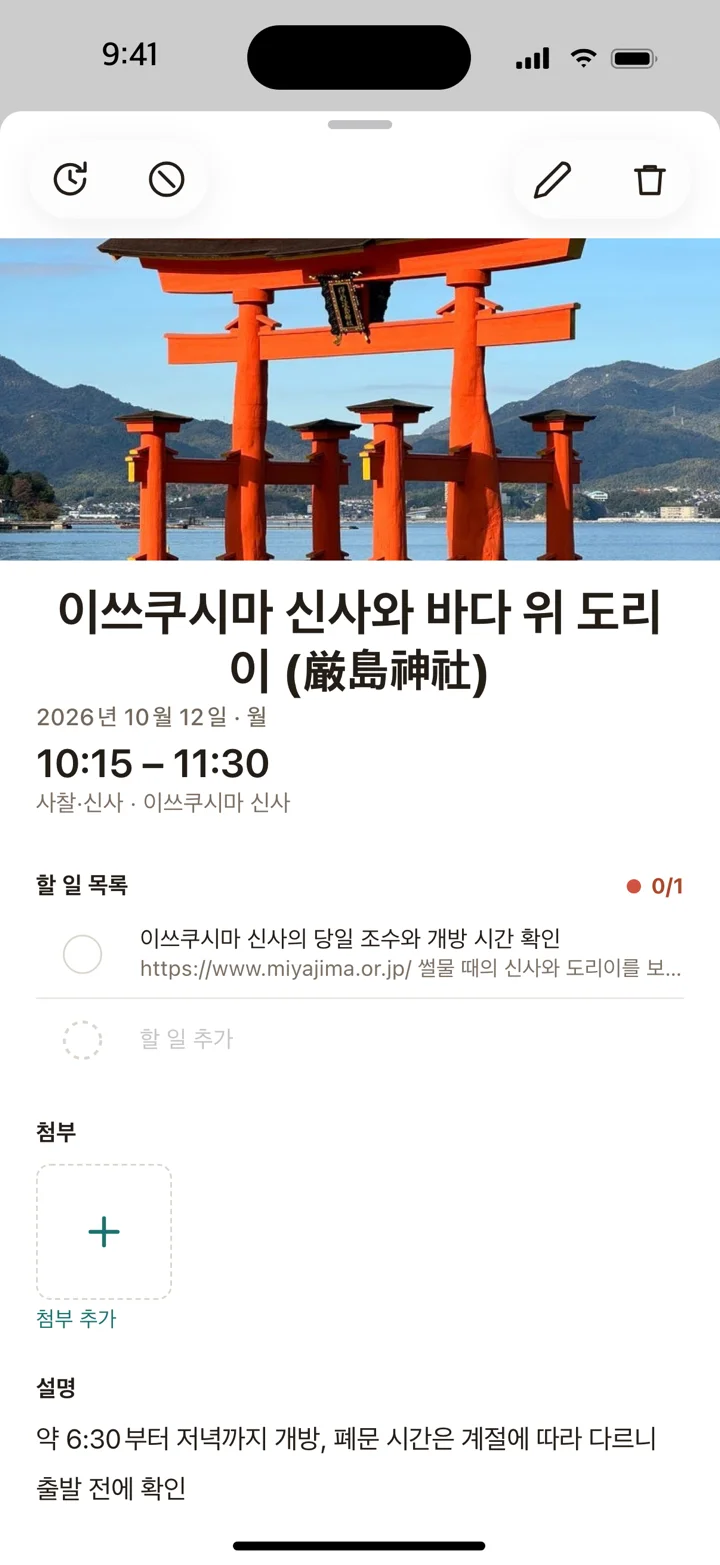 9:41
이쓰쿠시마 신사와 바다 위 도리
이 (厳島神社)
2026년 10월 12일 · 월
10:15 – 11:30
사찰·신사 · 이쓰쿠시마 신사
할 일 목록
0/1
이쓰쿠시마 신사의 당일 조수와 개방 시간 확인
https://www.miyajima.or.jp/ 썰물 때의 신사와 도리이를 보...
할 일 추가
첨부
첨부 추가
설명
약 6:30부터 저녁까지 개방, 폐문 시간은 계절에 따라 다르니
출발 전에 확인